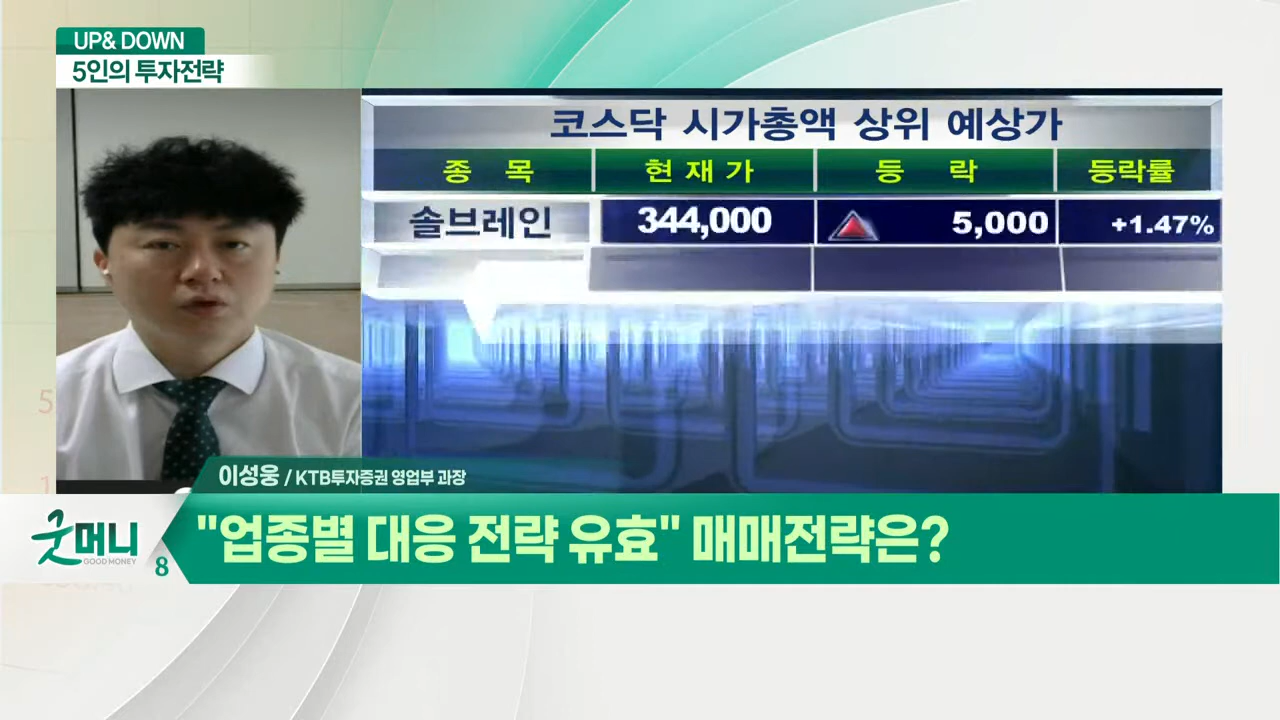 UP& DOWN
5인의 투자전략
코스닥 시가총액 상위 예상가
종 목 현 재 가 등 락 등락률
솔브레인 344,000 5,000 +1.47%
이성웅 / KTB투자증권 영업부 과장
굿머니
GOOD MONEY
8
"업종별 대응 전략 유효" 매매전략은?
5
1